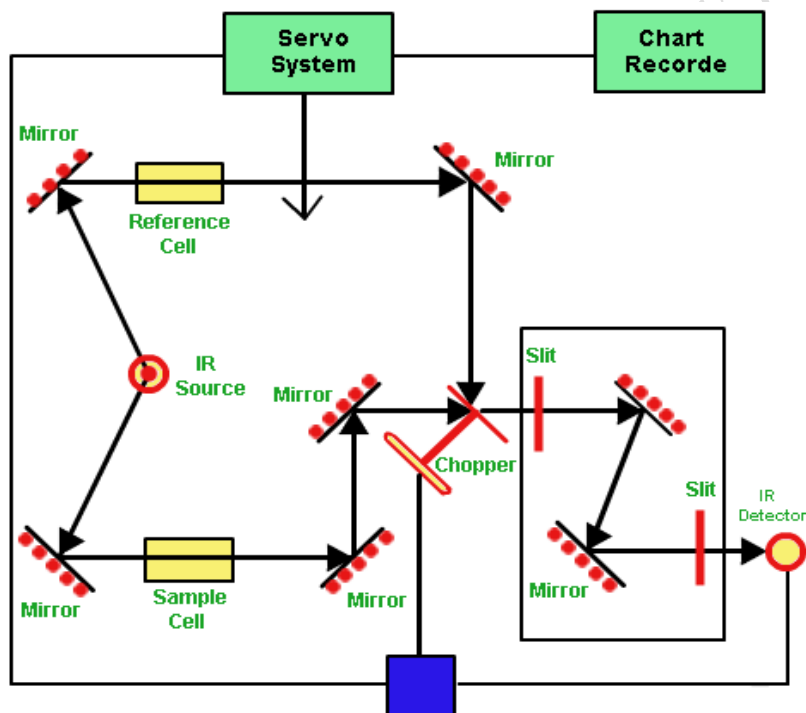 Servo
System
Chart
Recorde
Mirror
Mirror
Reference
Cell
IR
Source
Mirror
Slit
Chopper
Slit
IR
Detector
Mirror
Sample
Cell
Mirror
Mirror